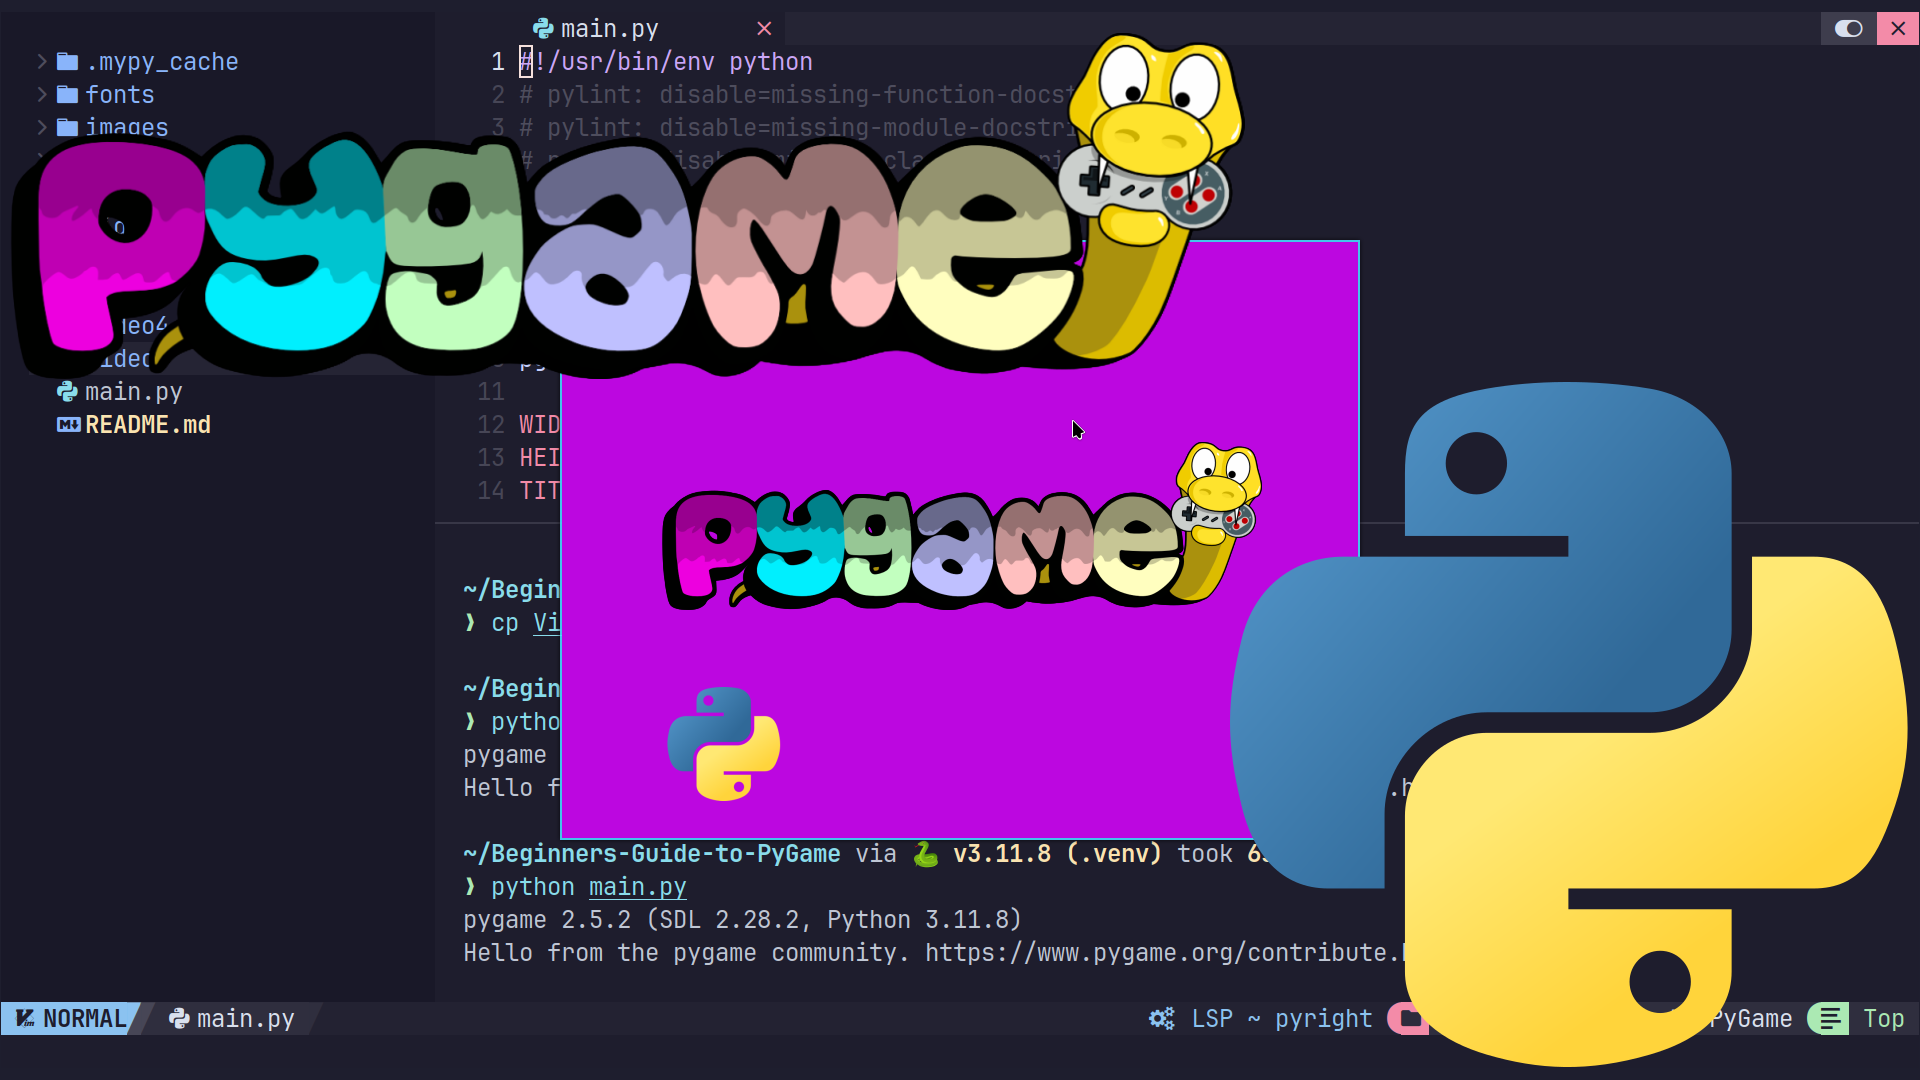 main.py
.mypy_cache
fonts
images
main.py
README.md
1 #!/usr/bin/env python
2 # pylint: disable=missing-function-docst
3 # pylint: disable=missing-module-docstri
#
Pygame
11
12 WID
13 HEI
14 TIT
Pygame
~/Begin
❱ cp Vi
~/Begin
❱ pytho
pygame
Hello f
~/Beginners-Guide-to-PyGame via 🐍 v3.11.8 (.venv) took
❱ python main.py
pygame 2.5.2 (SDL 2.28.2, Python 3.11.8)
Hello from the pygame community. https://www.pygame.org/contribute.
NORMAL main.py LSP ~ pyright PyGame Top